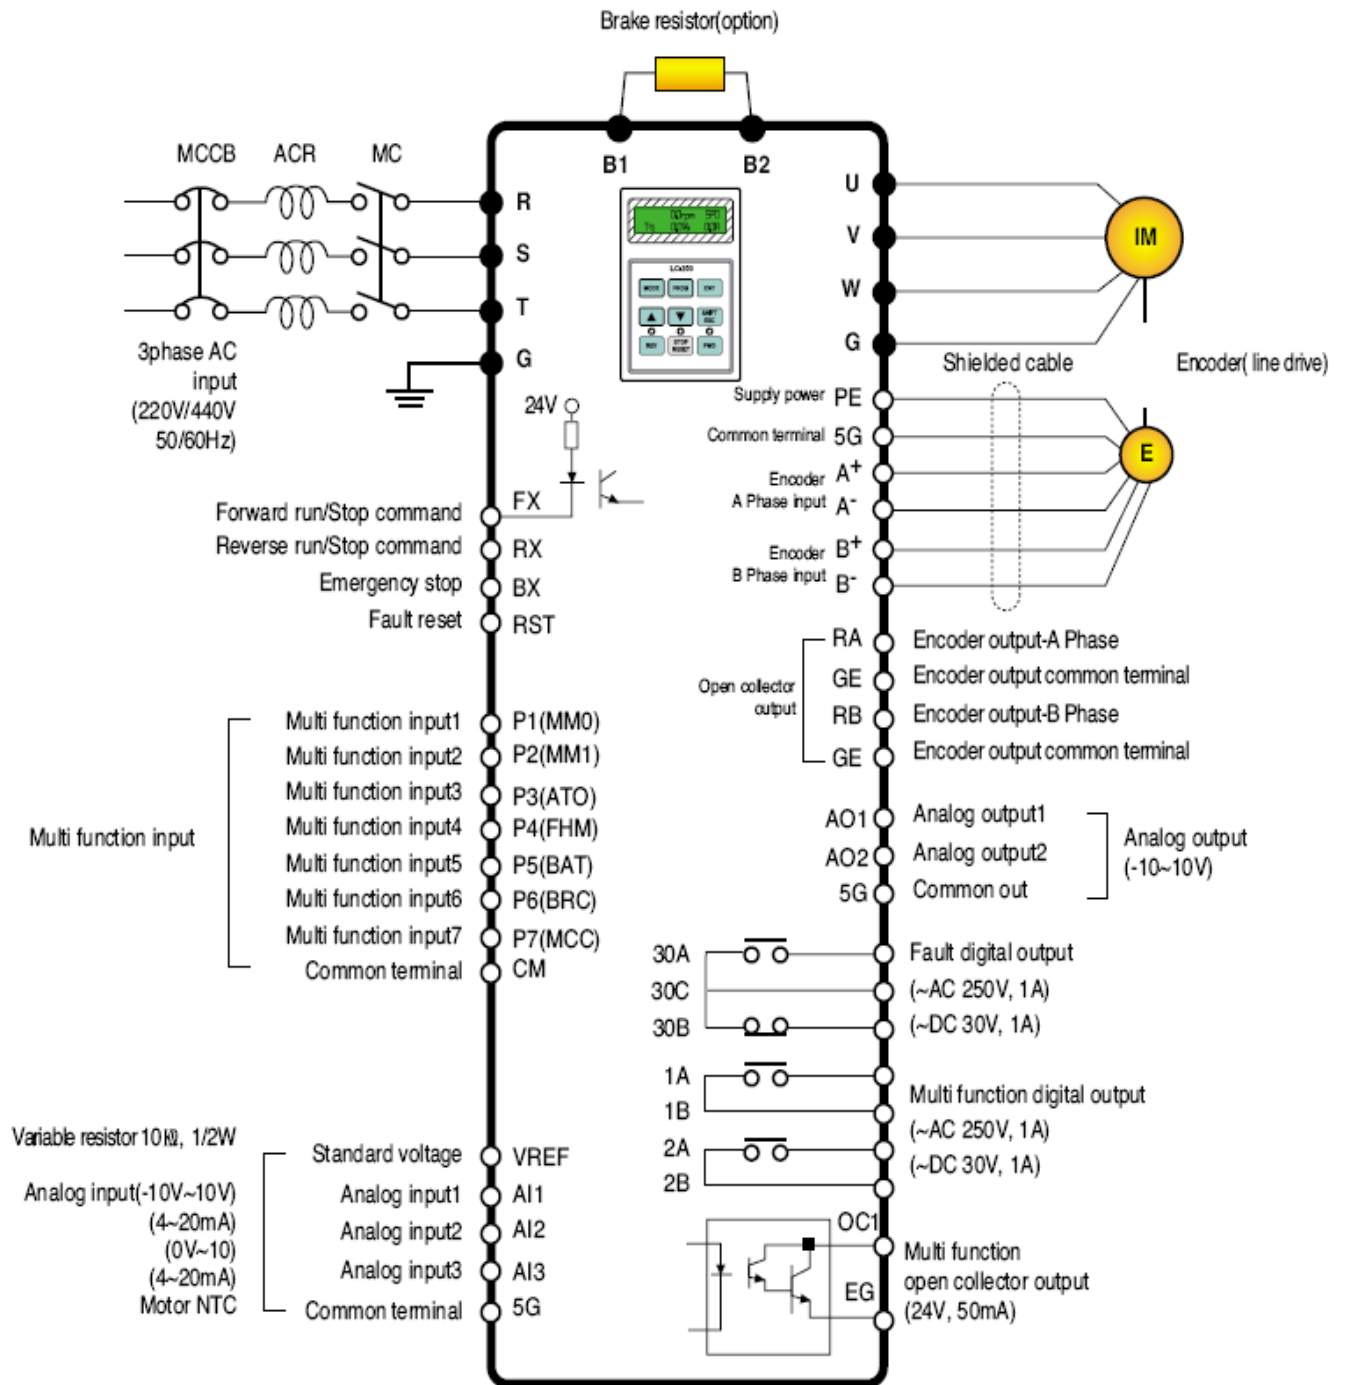 Brake resistor(option)
MCCB
ACR
MC
B1
B2
R
S
T
G
3phase AC
input
(220V/440V
50/60Hz)
MODE
PROG
ENT
SHIFT
ESC
REV
STOP
RESET
FWD
U
V
W
G
IM
Shielded cable
Encoder( line drive)
E
24V
Forward run/Stop command
FX
Reverse run/Stop command
RX
Emergency stop
BX
Fault reset
RST
Supply power
PE
Common terminal
5G
Encoder
A Phase input
A+
A-
Encoder
B Phase input
B+
B-
Open collector
output
RA
Encoder output-A Phase
GE
Encoder output common terminal
RB
Encoder output-B Phase
GE
Encoder output common terminal
Multi function input
Multi function input1
P1(MM0)
Multi function input2
P2(MM1)
Multi function input3
P3(ATO)
Multi function input4
P4(FHM)
Multi function input5
P5(BAT)
Multi function input6
P6(BRC)
Multi function input7
P7(MCC)
Common terminal
CM
AO1
Analog output1
AO2
Analog output2
5G
Common out
Analog output
(-10~10V)
30A
30C
30B
Fault digital output
(~AC 250V, 1A)
(~DC 30V, 1A)
1A
1B
2A
2B
Multi function digital output
(~AC 250V, 1A)
(~DC 30V, 1A)
Variable resistor 10㏀, 1/2W
Analog input(-10V~10V)
(4~20mA)
(0V~10)
(4~20mA)
Motor NTC
Standard voltage
VREF
Analog input1
AI1
Analog input2
AI2
Analog input3
AI3
Common terminal
5G
OC1
EG
Multi function
open collector output
(24V, 50mA)